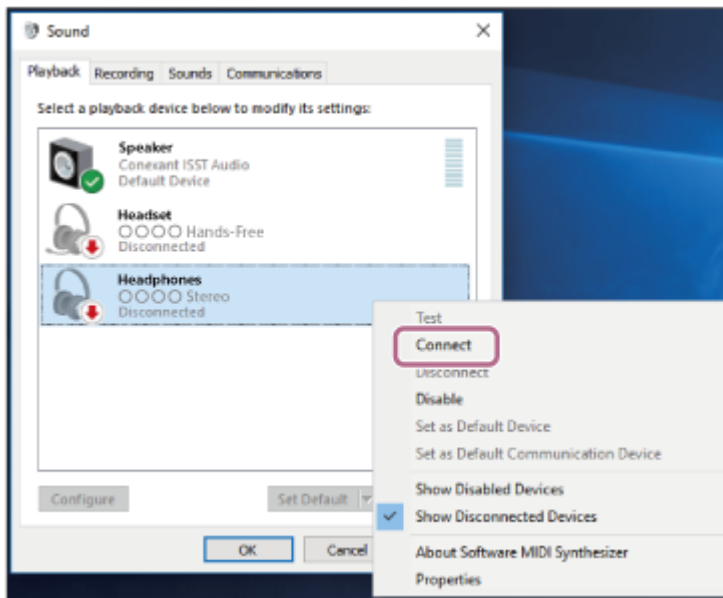 Sound
Playback Recording Sounds Communications
Select a playback device below to modify its settings:
Speaker
Conexant ISST Audio
Default Device
Headset
○○○○ Hands-Free
Disconnected
Headphones
○○○○ Stereo
Disconnected
Test
Connect
Disconnect
Disable
Set as Default Device
Set as Default Communication Device
Show Disabled Devices
Show Disconnected Devices
About Software MIDI Synthesizer
Properties
Configure Set Default
OK Cancel